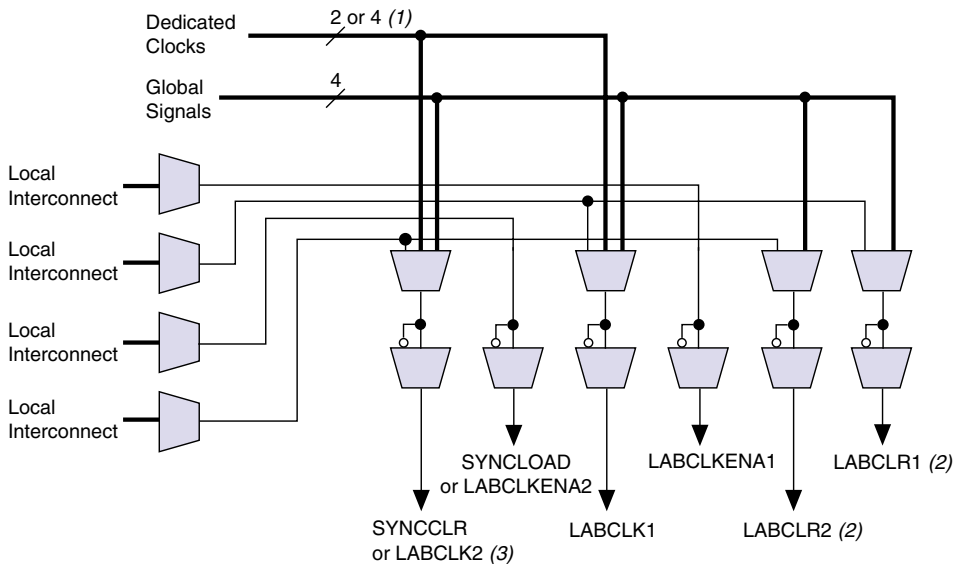 Dedicated
Clocks
2 or 4 (1)
Global
Signals
4
Local
Interconnect
Local
Interconnect
Local
Interconnect
Local
Interconnect
SYNCLOAD
or LABCLKENA2
LABCLKENA1
LABCLR1 (2)
SYNCCLR
or LABCLK2 (3)
LABCLK1
LABCLR2 (2)